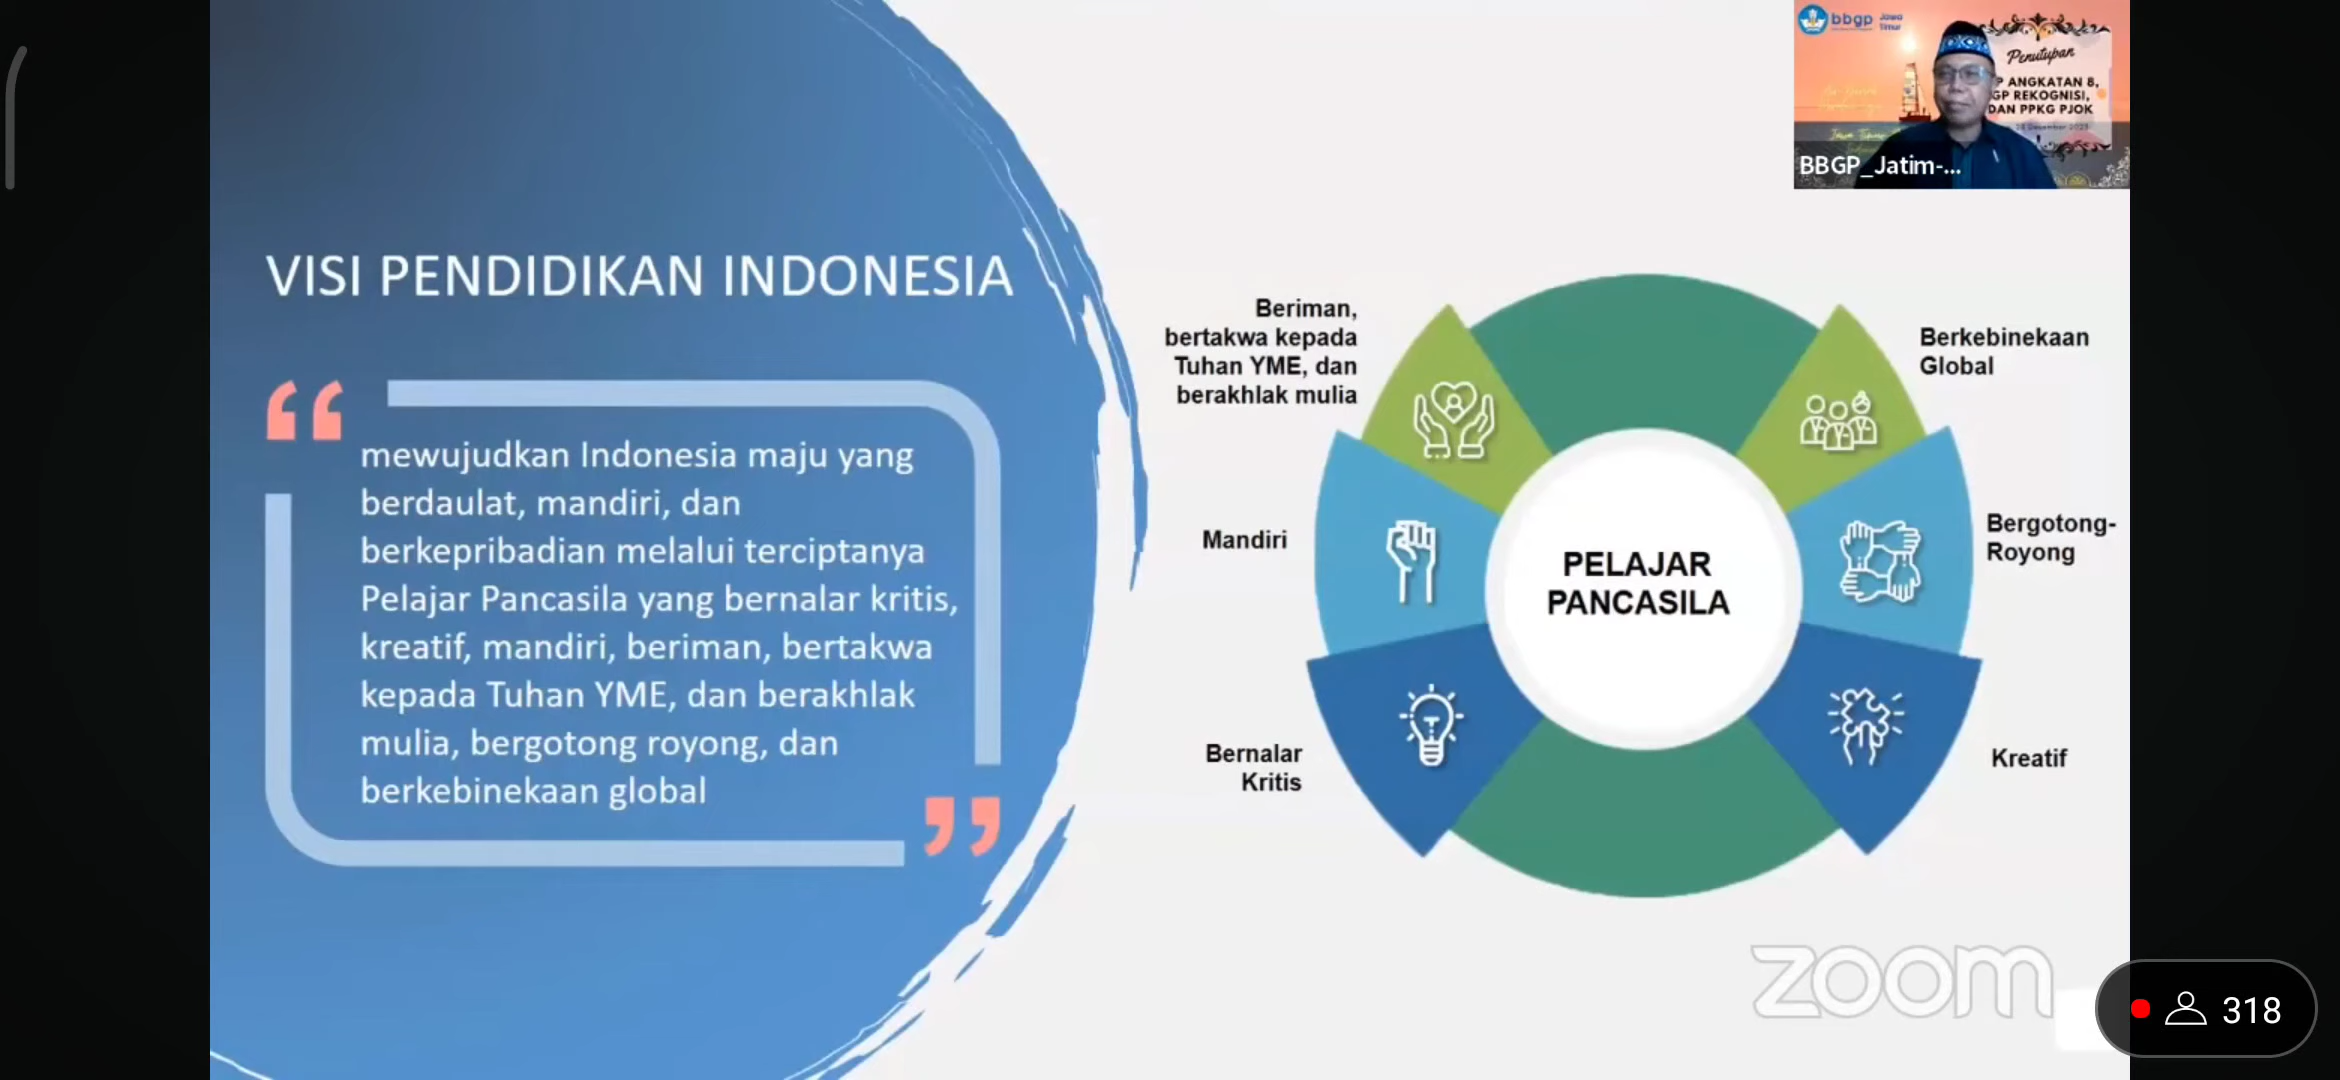 bbgp Jawa
Timur
Penutupan
P ANGKATAN 8,
GP REKOGNISI,
DAN PPKG PJOK
BBGP_Jatim-...
VISI PENDIDIKAN INDONESIA
“
mewujudkan Indonesia maju yang
berdaulat, mandiri, dan
berkepribadian melalui terciptanya
Pelajar Pancasila yang bernalar kritis,
kreatif, mandiri, beriman, bertakwa
kepada Tuhan YME, dan berakhlak
mulia, bergotong royong, dan
berkebinekaan global
”
Beriman,
bertakwa kepada
Tuhan YME, dan
berakhlak mulia
Mandiri
Bernalar
Kritis
PELAJAR
PANCASILA
Berkebinekaan
Global
Bergotong-
Royong
Kreatif
zoom
318